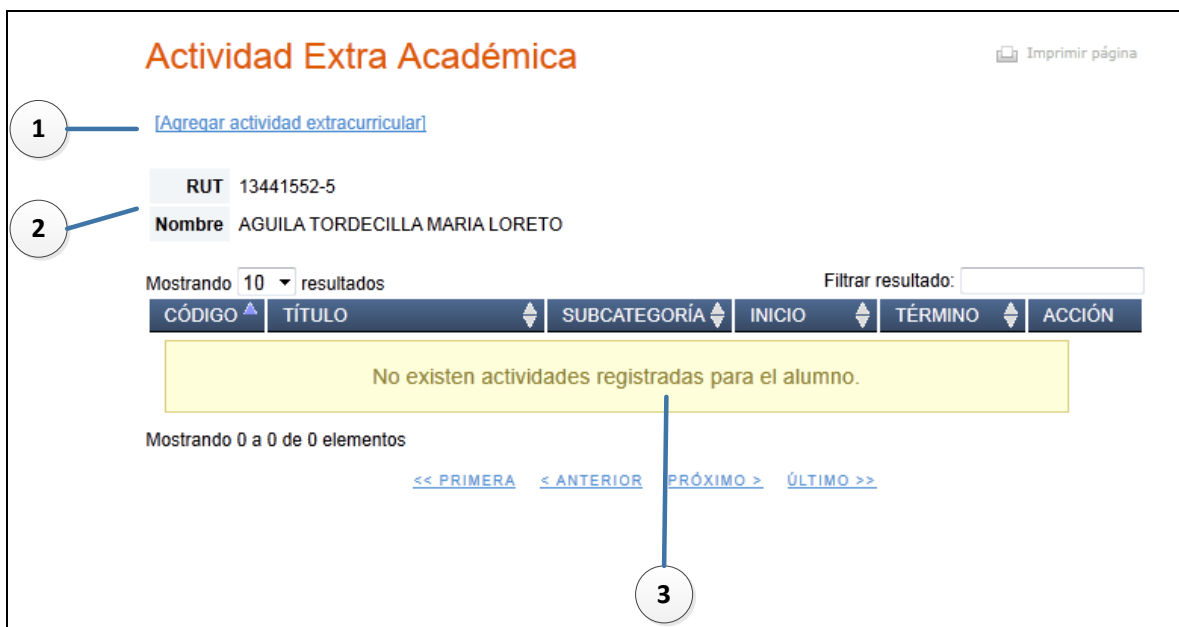 Actividad Extra Académica
Imprimir página
1
[Agregar actividad extracurricular]
RUT 13441552-5
2
Nombre AGUILA TORDECILLA MARIA LORETO
Mostrando 10 resultados
Filtrar resultado:
CÓDIGO TÍTULO SUBCATEGORÍA INICIO TÉRMINO ACCIÓN
No existen actividades registradas para el alumno.
Mostrando 0 a 0 de 0 elementos
<< PRIMERA < ANTERIOR PRÓXIMO > ÚLTIMO >>
3